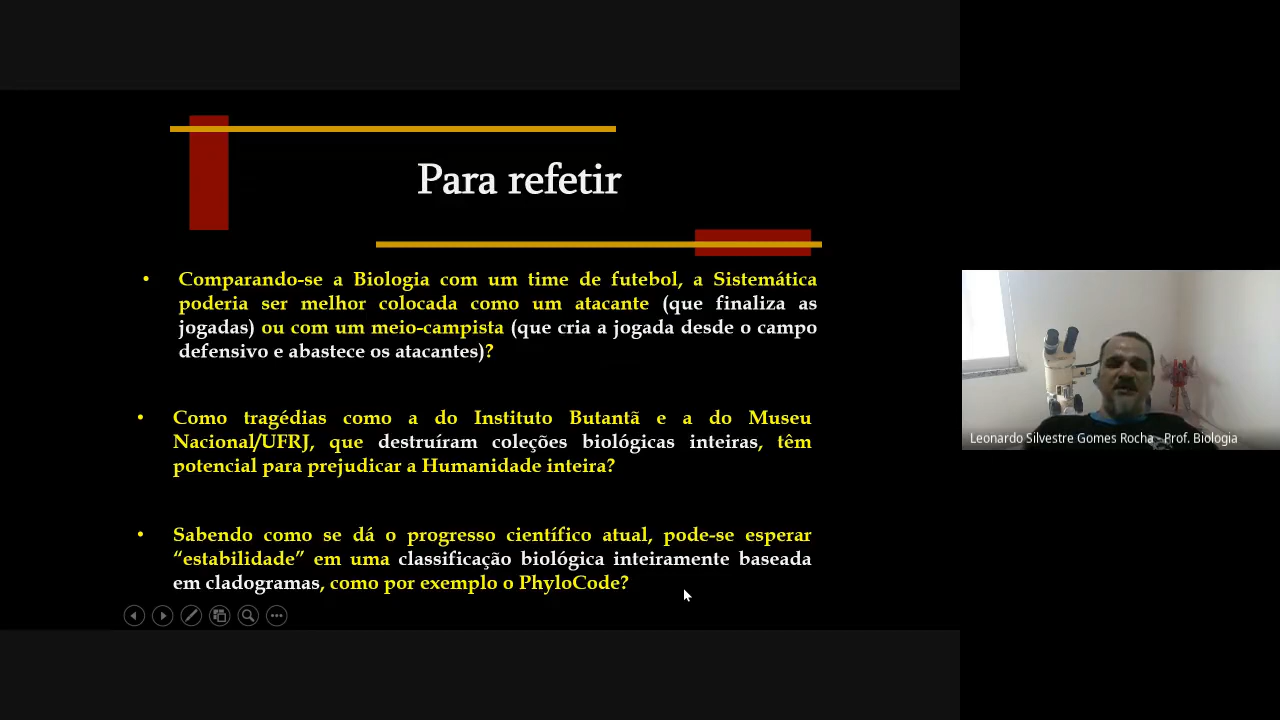 Para refetir
• Comparando-se a Biologia com um time de futebol, a Sistemática
poderia ser melhor colocada como um atacante (que finaliza as
jogadas) ou com um meio-campista (que cria a jogada desde o campo
defensivo e abastece os atacantes)?
• Como tragédias como a do Instituto Butantã e a do Museu
Nacional/UFRJ, que destruíram coleções biológicas inteiras, têm
potencial para prejudicar a Humanidade inteira?
• Sabendo como se dá o progresso científico atual, pode-se esperar
“estabilidade” em uma classificação biológica inteiramente baseada
em cladogramas, como por exemplo o PhyloCode?
Leonardo Silvestre Gomes Rocha - Prof. Biologia